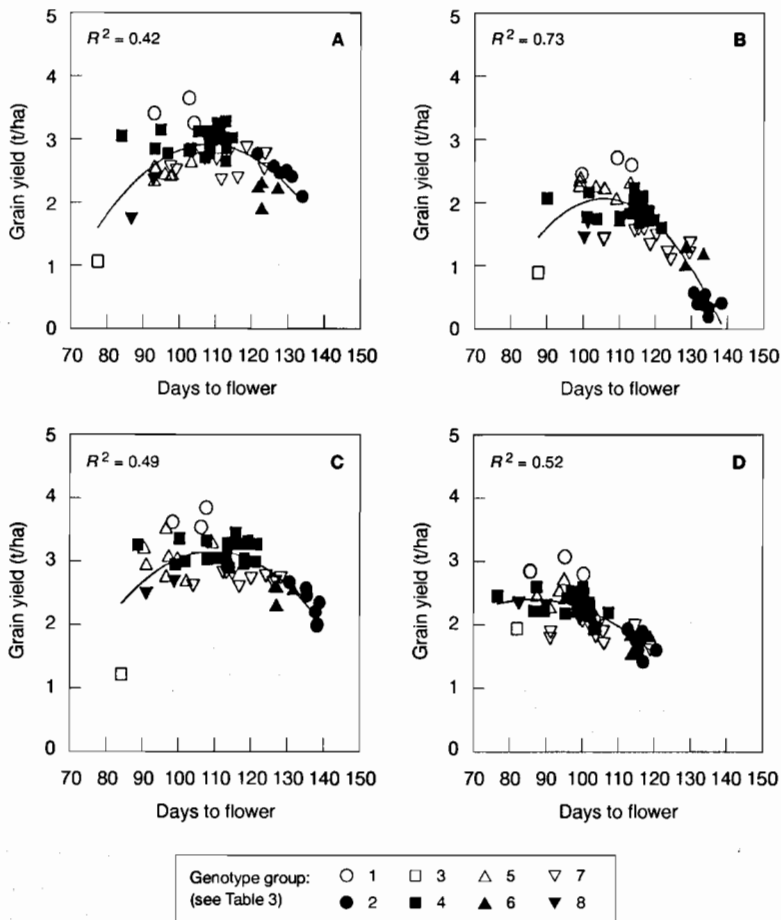 R² = 0.42
A
5
4
3
2
1
0
Grain yield (t/ha)
70 80 90 100 110 120 130 140 150
Days to flower
R² = 0.73
B
5
4
3
2
1
0
Grain yield (t/ha)
70 80 90 100 110 120 130 140 150
Days to flower
R² = 0.49
C
5
4
3
2
1
0
Grain yield (t/ha)
70 80 90 100 110 120 130 140 150
Days to flower
R² = 0.52
D
5
4
3
2
1
0
Grain yield (t/ha)
70 80 90 100 110 120 130 140 150
Days to flower
Genotype group: 1 3 5 7
(see Table 3) 2 4 6 8